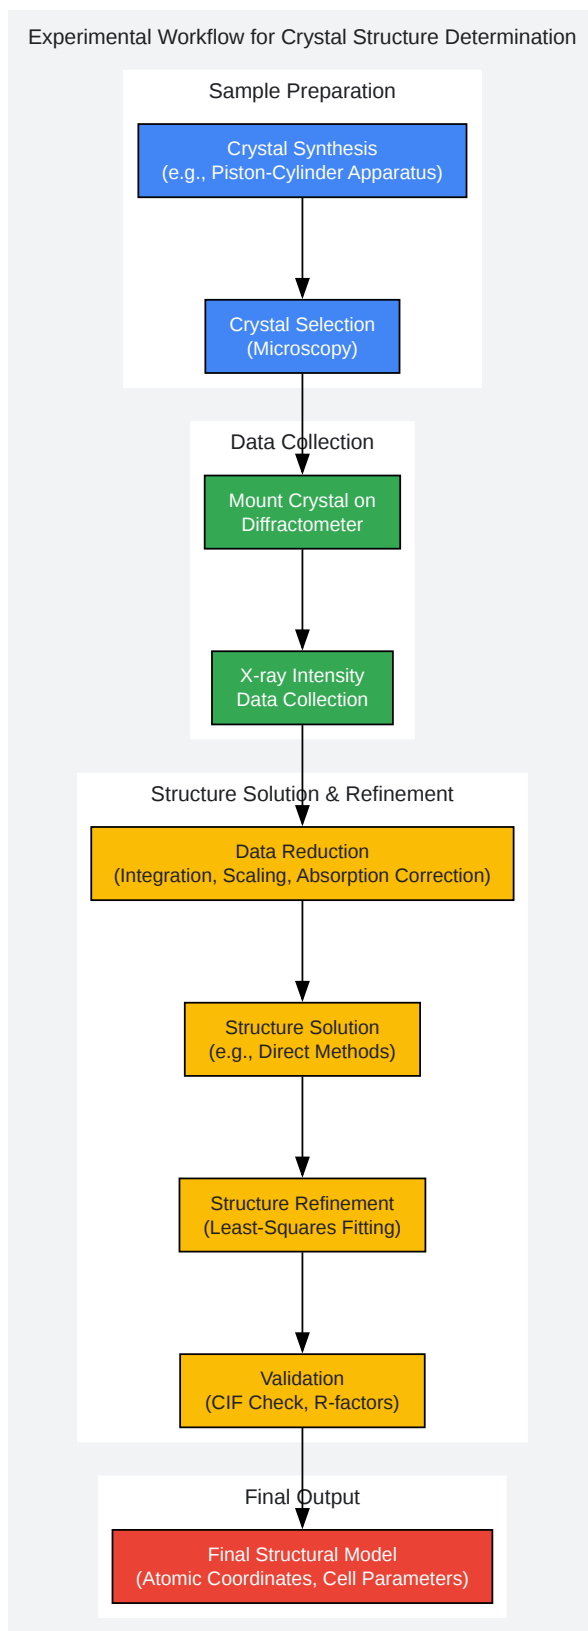 Experimental Workflow for Crystal Structure Determination
Sample Preparation
Crystal Synthesis
(e.g., Piston-Cylinder Apparatus)
Crystal Selection
(Microscopy)
Data Collection
Mount Crystal on
Diffractometer
X-ray Intensity
Data Collection
Structure Solution & Refinement
Data Reduction
(Integration, Scaling, Absorption Correction)
Structure Solution
(e.g., Direct Methods)
Structure Refinement
(Least-Squares Fitting)
Validation
(CIF Check, R-factors)
Final Output
Final Structural Model
(Atomic Coordinates, Cell Parameters)